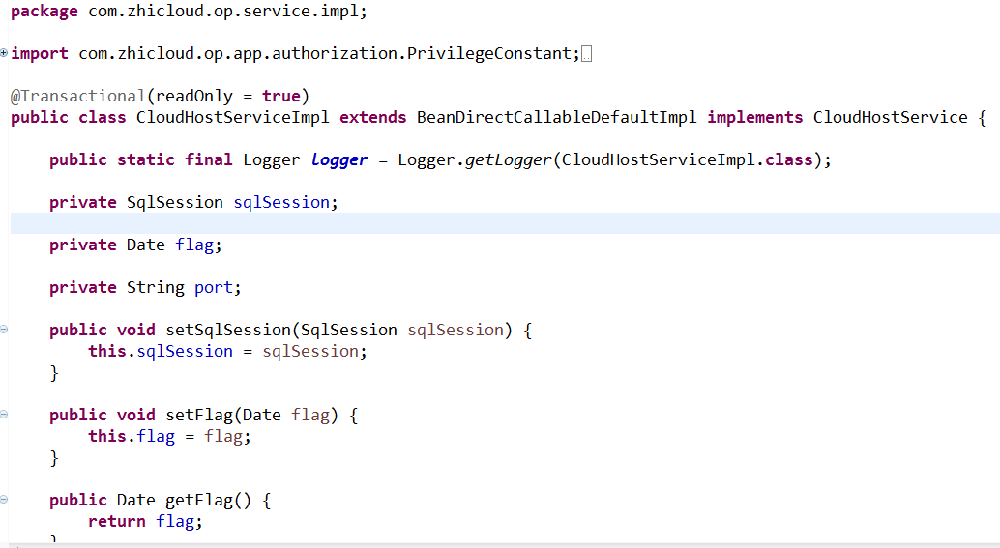 package com.zhicloud.op.service.impl;
import com.zhicloud.op.app.authorization.PrivilegeConstant;
@Transactional(readOnly = true)
public class CloudHostServiceImpl extends BeanDirectCallableDefaultImpl implements CloudHostService {
public static final Logger logger = Logger.getLogger(CloudHostServiceImpl.class);
private SqlSession sqlSession;
private Date flag;
private String port;
public void setSqlSession(SqlSession sqlSession) {
this.sqlSession = sqlSession;
}
public void setFlag(Date flag) {
this.flag = flag;
}
public Date getFlag() {
return flag;
}